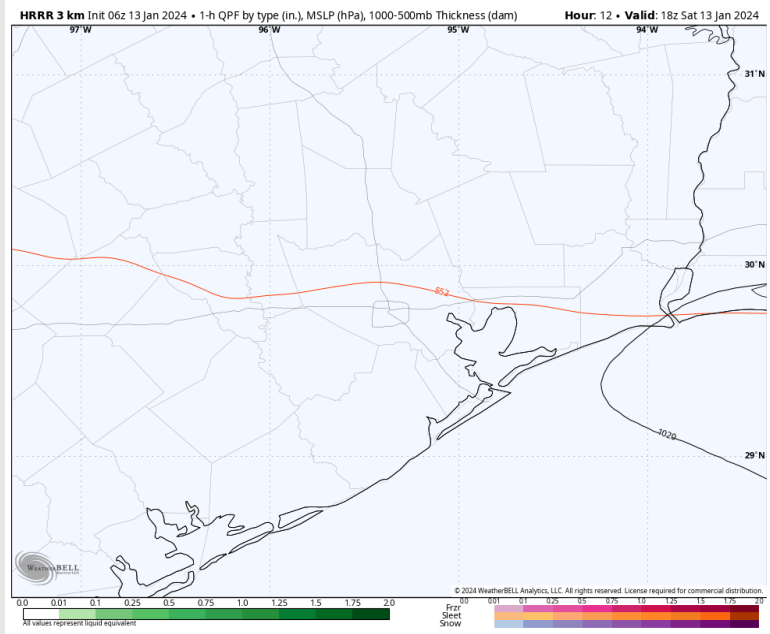 HRRR 3 km Init 06z 13 Jan 2024 • 1-h QPF by type (in.), MSLP (hPa), 1000-500mb Thickness (dam) Hour: 12 • Valid: 18z Sat 13 Jan 2024
97°W 96°W 95°W 94°W
31°N
30°N
552
1020
29°N
WeatherBELL
© 2024 WeatherBELL Analytics, LLC. All rights reserved. License required for commercial distribution.
0.0 0.01 0.1 0.25 0.5 0.75 1.0 1.25 1.5 1.75 2.0
0.0 0.01 0.1 0.25 0.50 0.75 1.0 1.25 1.5 1.75 2.0
Frzr
Sleet
Snow
All values represent liquid equivalent